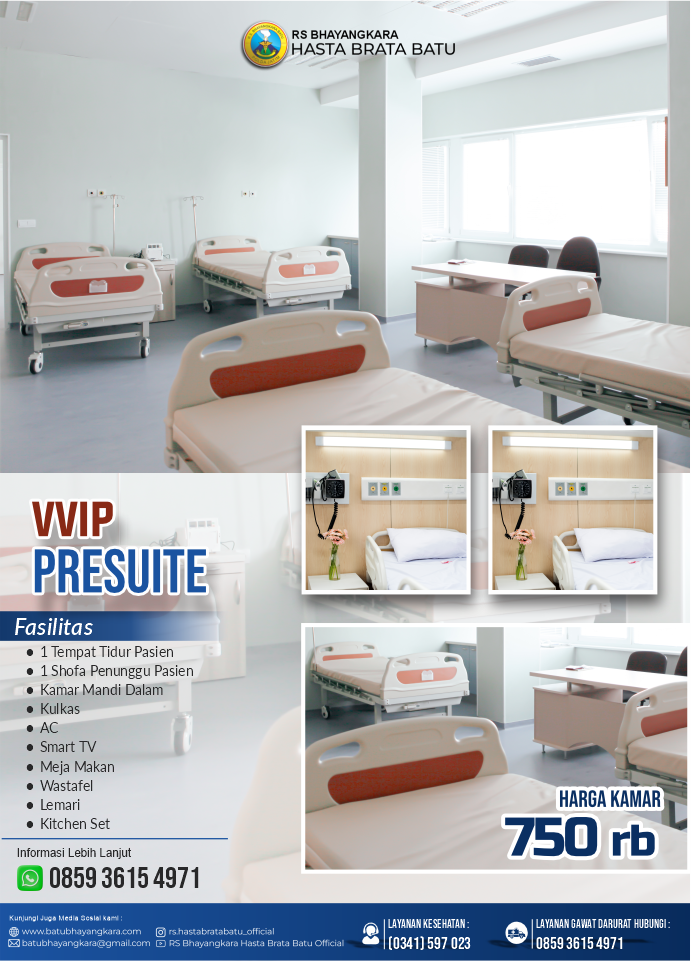 RS BHAYANGKARA
HASTA BRATA BATU
VVIP
PRESUITE
Fasilitas
● 1 Tempat Tidur Pasien
● 1 Shofa Penunggu Pasien
● Kamar Mandi Dalam
● Kulkas
● AC
● Smart TV
● Meja Makan
● Wastafel
● Lemari
● Kitchen Set
HARGA KAMAR
750 rb
Informasi Lebih Lanjut
0859 3615 4971
Kunjungi Juga Media Sosial kami :
www.batubhayangkara.com
rs.hastabratabatu_official
batubhayangkara@gmail.com
RS Bhayangkara Hasta Brata Batu Official
LAYANAN KESEHATAN :
(0341) 597 023
LAYANAN GAWAT DARURAT HUBUNGI :
0859 3615 4971